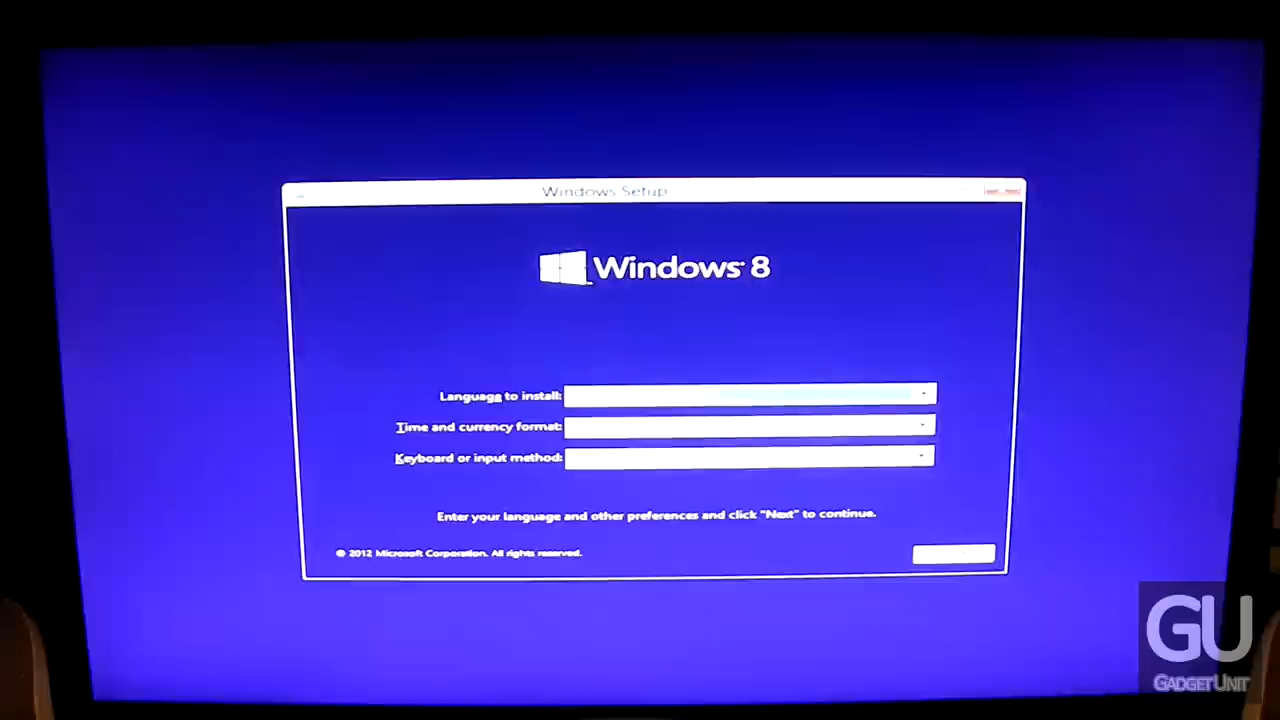 Windows Setup
Windows 8
Language to install:
Time and currency format:
Keyboard or input method:
Enter your language and other preferences and click "Next" to continue.
© 2012 Microsoft Corporation. All rights reserved.
GU
GADGETUNIT